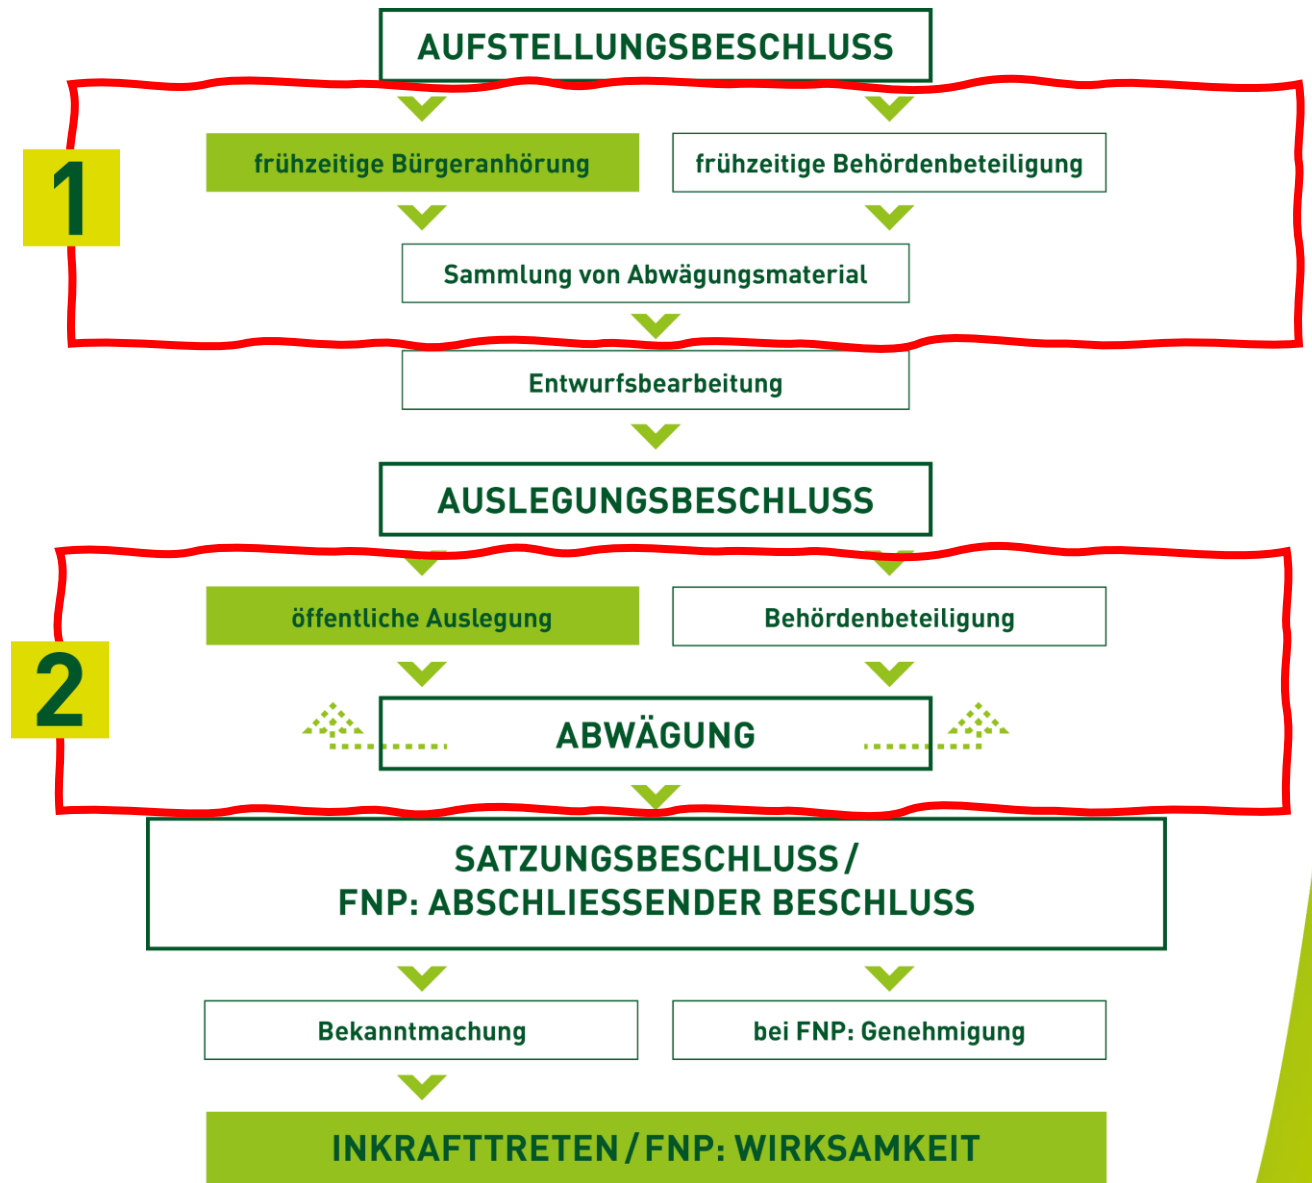 AUFSTELLUNGSBESCHLUSS
1
frühzeitige Bürgeranhörung
frühzeitige Behördenbeteiligung
Sammlung von Abwägungsmaterial
Entwurfsbearbeitung
AUSLEGUNGSBESCHLUSS
2
öffentliche Auslegung
Behördenbeteiligung
ABWÄGUNG
SATZUNGSBESCHLUSS /
FNP: ABSCHLIESSENDER BESCHLUSS
Bekanntmachung
bei FNP: Genehmigung
INKRAFTTRETEN / FNP: WIRKSAMKEIT